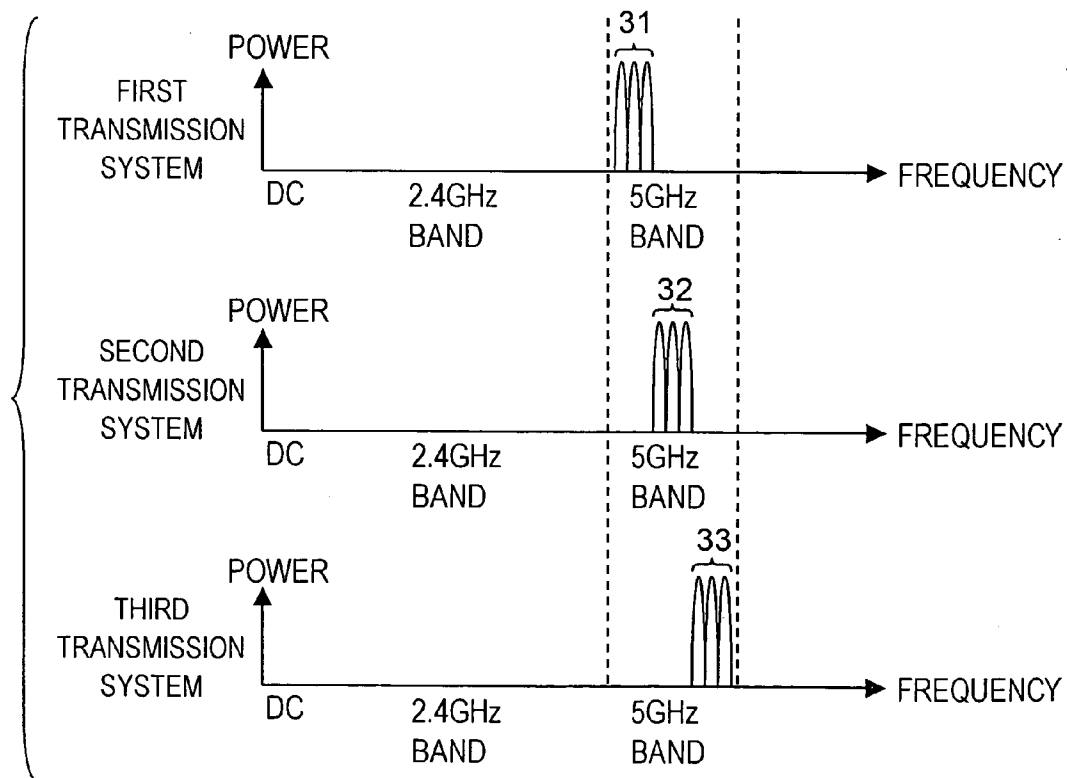 31
POWER
FIRST
TRANSMISSION
SYSTEM
FREQUENCY
DC
2.4GHz
BAND
5GHz
BAND
32
POWER
SECOND
TRANSMISSION
SYSTEM
FREQUENCY
DC
2.4GHz
BAND
5GHz
BAND
33
POWER
THIRD
TRANSMISSION
SYSTEM
FREQUENCY
DC
2.4GHz
BAND
5GHz
BAND